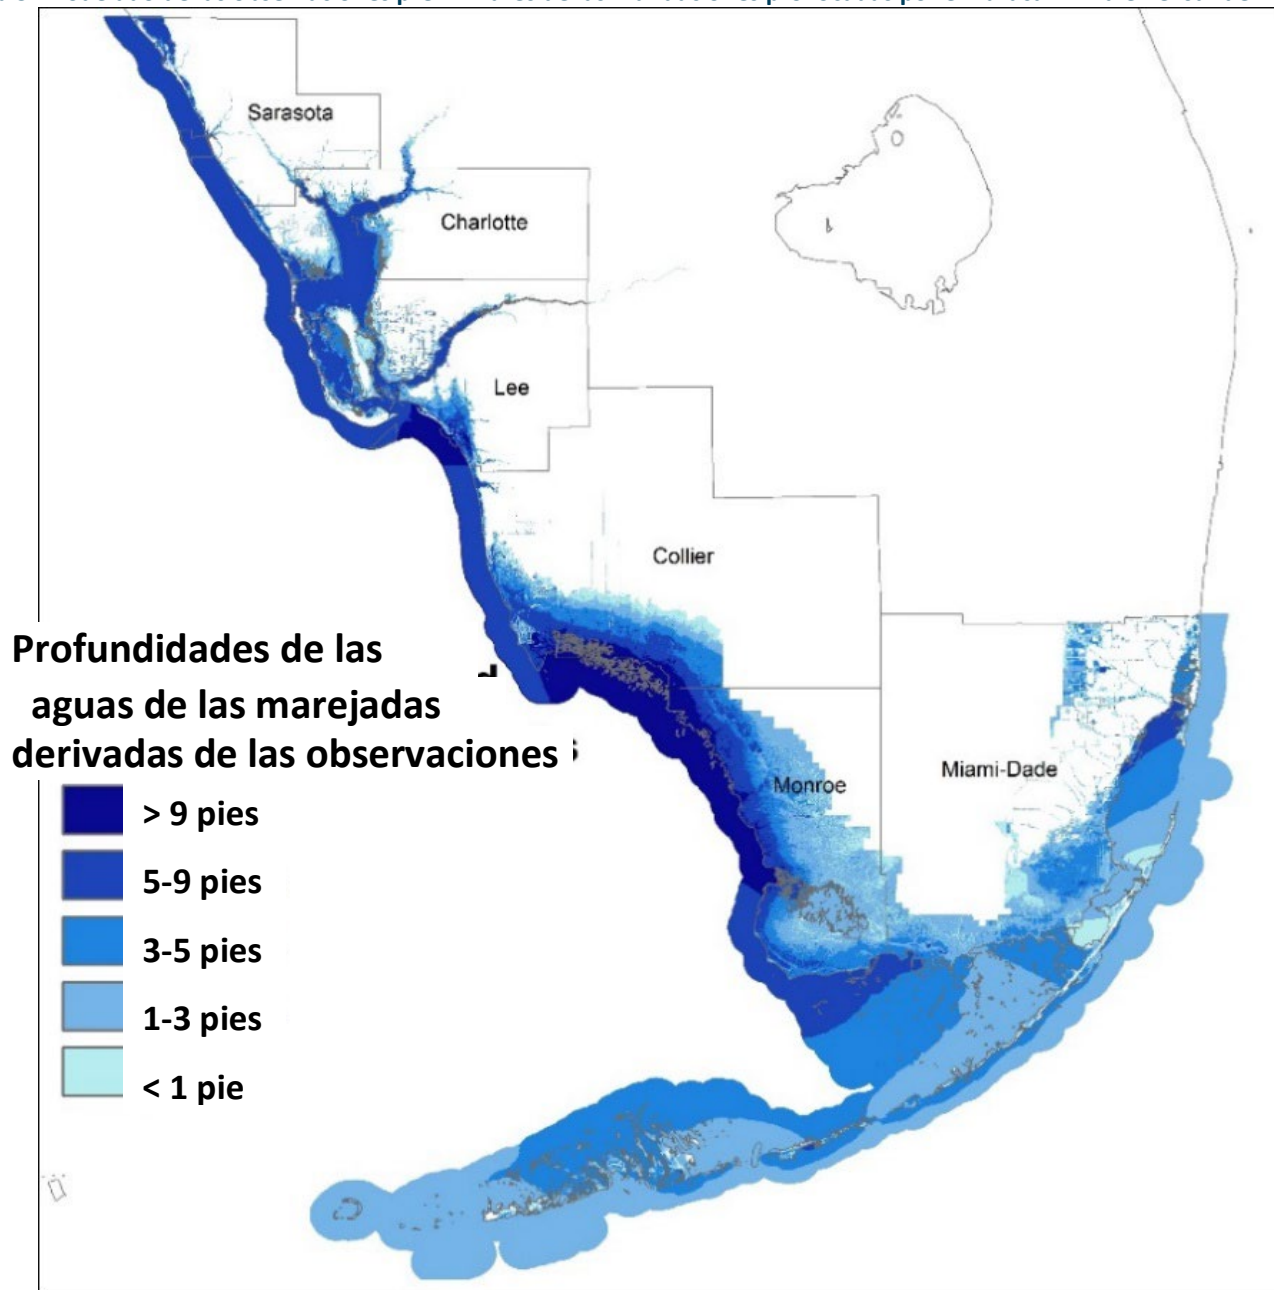 Sarasota
Charlotte
Lee
Collier
Profundidades de las
aguas de las marejadas
derivadas de las observaciones
Monroe
Miami-Dade
> 9 pies
5-9 pies
3-5 pies
1-3 pies
< 1 pie